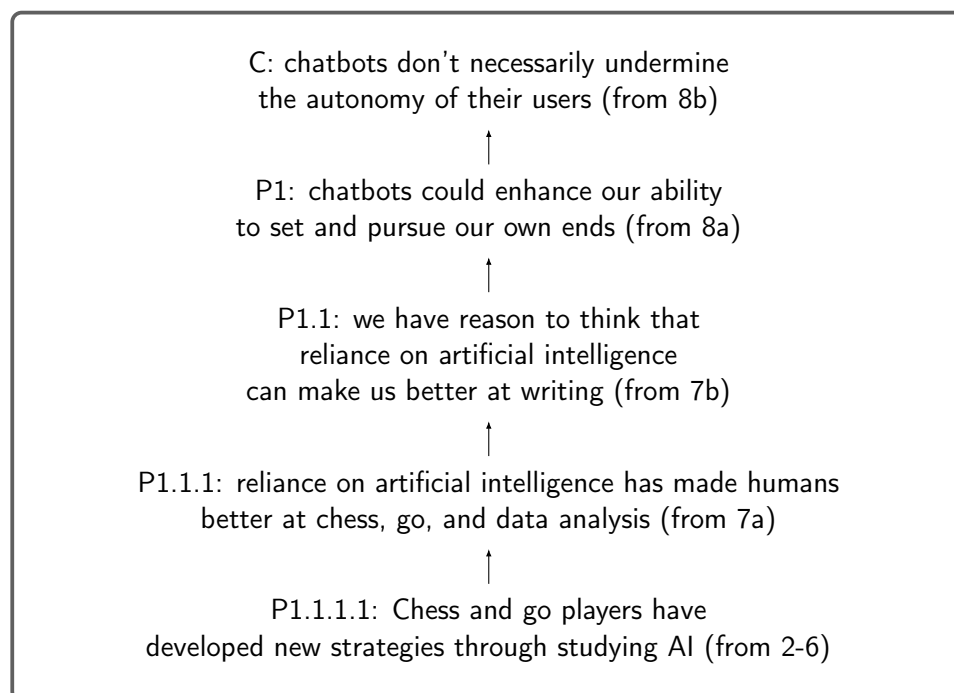 C: chatbots don't necessarily undermine
the autonomy of their users (from 8b)
P1: chatbots could enhance our ability
to set and pursue our own ends (from 8a)
P1.1: we have reason to think that
reliance on artificial intelligence
can make us better at writing (from 7b)
P1.1.1: reliance on artificial intelligence has made humans
better at chess, go, and data analysis (from 7a)
P1.1.1.1: Chess and go players have
developed new strategies through studying AI (from 2-6)